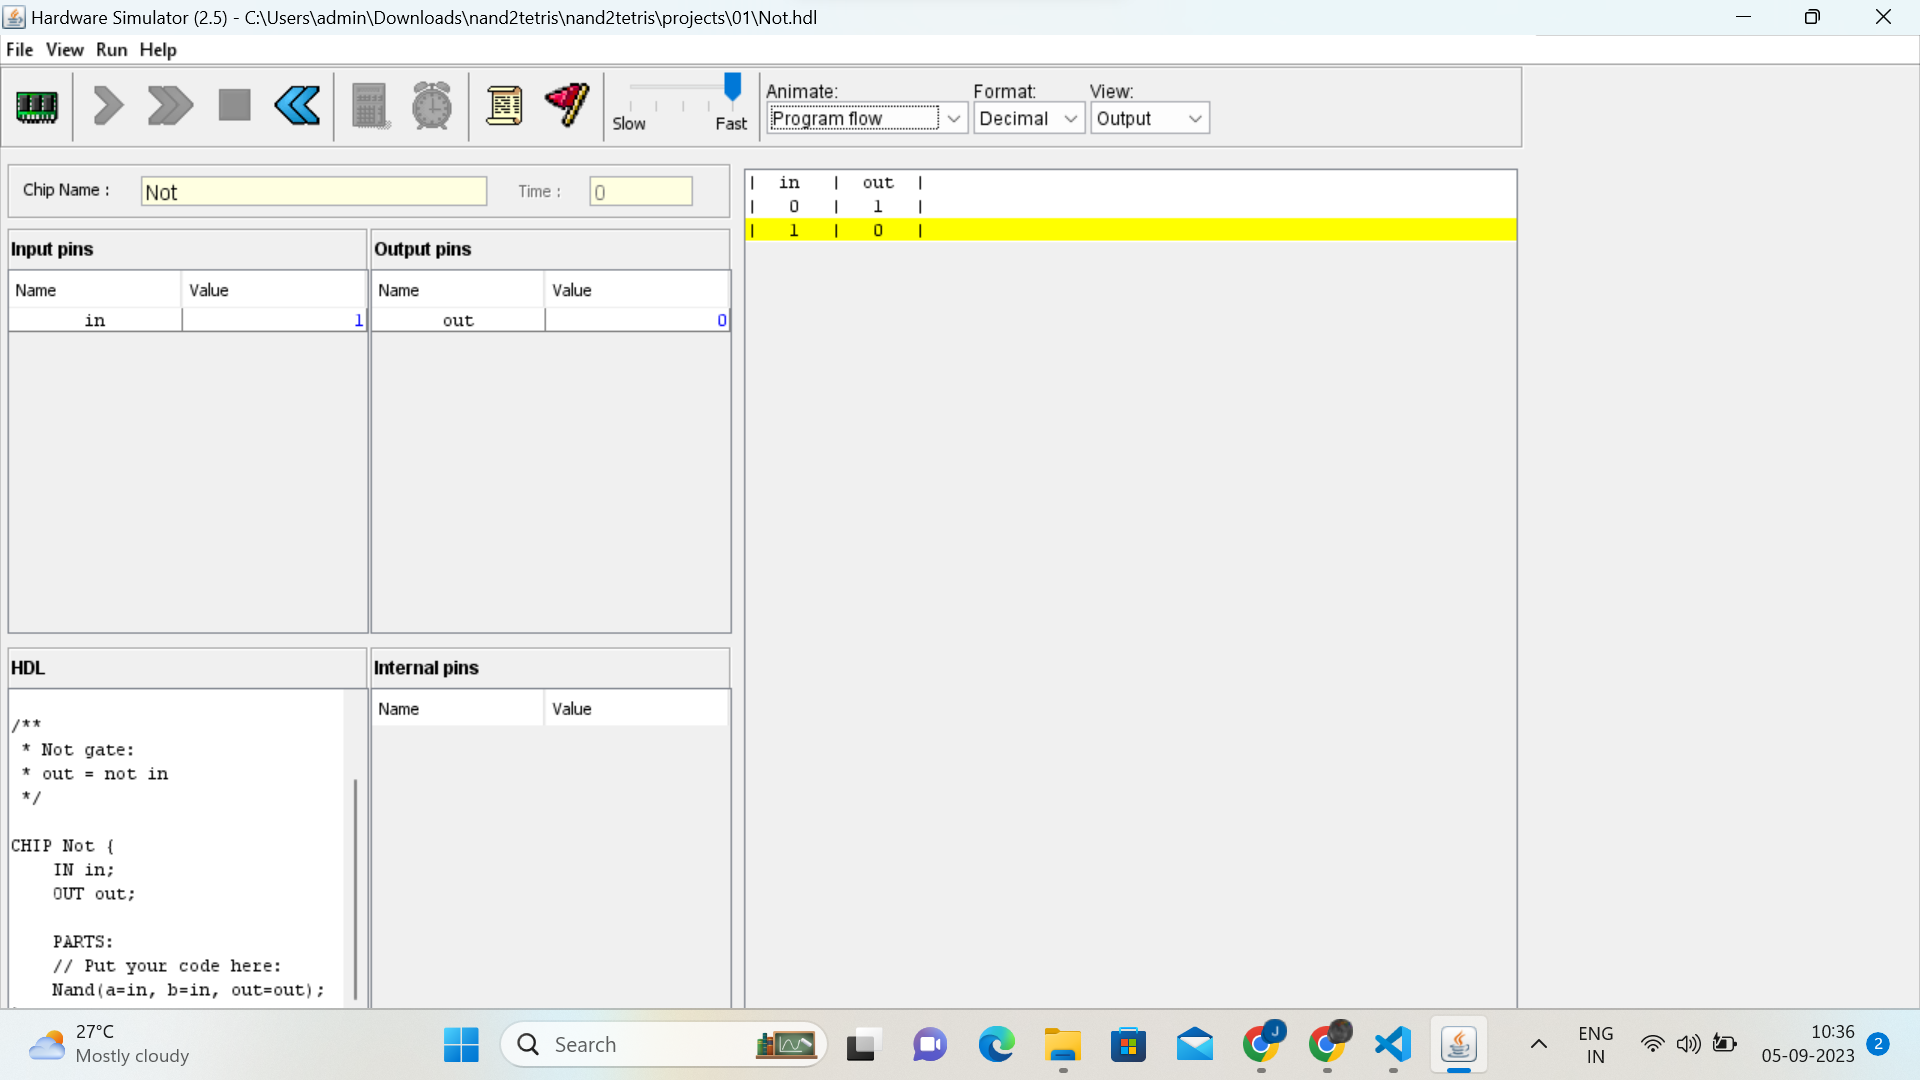 Hardware Simulator (2.5) - C:\Users\admin\Downloads\nand2tetris\nand2tetris\projects\01\Not.hdl
File View Run Help
Slow Fast
Animate: Format: View:
Program flow Decimal Output
Chip Name : Not Time : 0
Input pins
Name Value
in 1
Output pins
Name Value
out 0
HDL
/**
* Not gate:
* out = not in
*/
CHIP Not {
IN in;
OUT out;
PARTS:
// Put your code here:
Nand(a=in, b=in, out=out);
Internal pins
Name Value
| in | out |
| 0 | 1 |
| 1 | 0 |
27°C
Mostly cloudy
Search
J
ENG
IN
10:36
05-09-2023
2